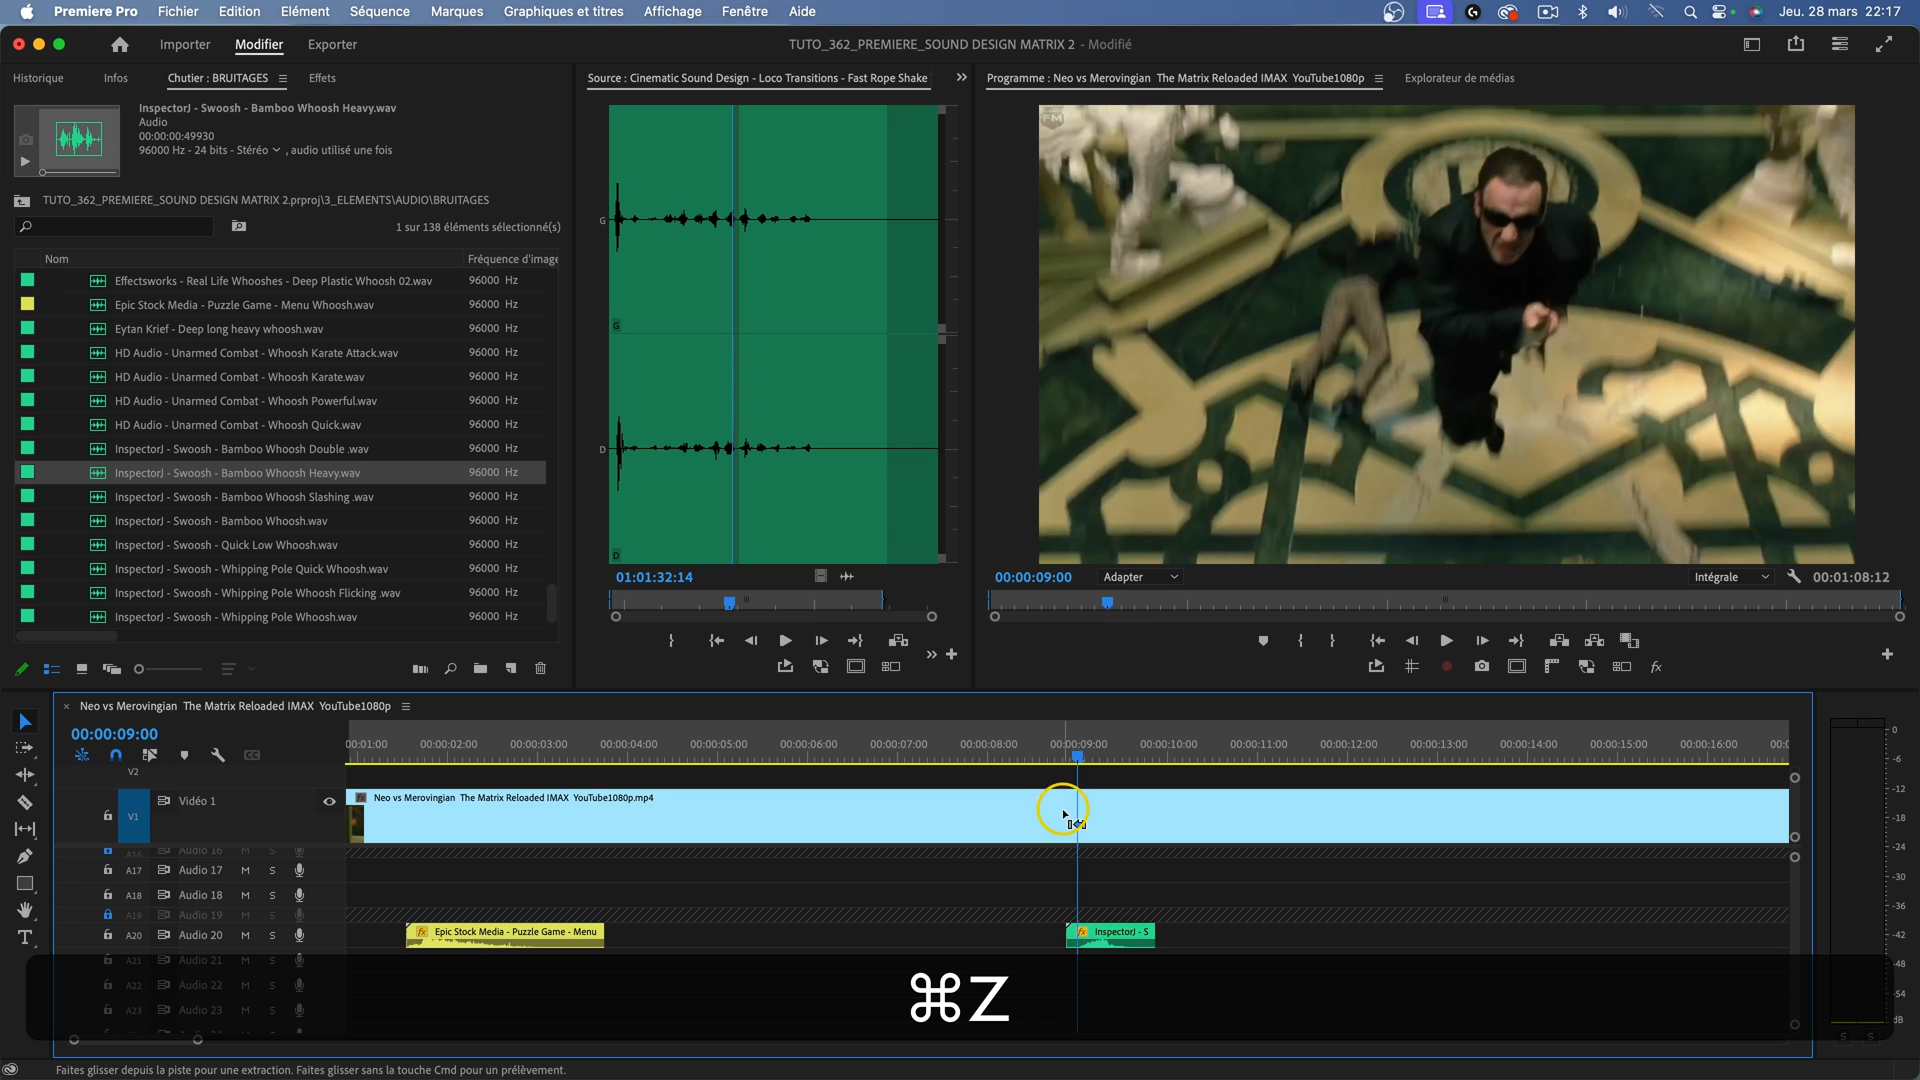 Premiere Pro Fichier Edition Elément Séquence Marques Graphiques et titres Affichage Fenêtre Aide Jeu. 28 mars 22:17
Importer Modifier Exporter TUTO_362_PREMIERE_SOUND DESIGN MATRIX 2 - Modifié
Historique Infos Chutier : BRUITAGES Effets
Source : Cinematic Sound Design - Loco Transitions - Fast Rope Shake
Programme : Neo vs Merovingian The Matrix Reloaded IMAX YouTube1080p Explorateur de médias
InspectorJ - Swoosh - Bamboo Whoosh Heavy.wav
Audio
00:00:00:49930
96000 Hz - 24 bits - Stéréo , audio utilisé une fois
TUTO_362_PREMIERE_SOUND DESIGN MATRIX 2.prproj\3_ELEMENTS\AUDIO\BRUITAGES
1 sur 138 éléments sélectionné(s)
Nom Fréquence d'image
Effectsworks - Real Life Whooshes - Deep Plastic Whoosh 02.wav 96000 Hz
Epic Stock Media - Puzzle Game - Menu Whoosh.wav 96000 Hz
Eytan Krief - Deep long heavy whoosh.wav 96000 Hz
HD Audio - Unarmed Combat - Whoosh Karate Attack.wav 96000 Hz
HD Audio - Unarmed Combat - Whoosh Karate.wav 96000 Hz
HD Audio - Unarmed Combat - Whoosh Powerful.wav 96000 Hz
HD Audio - Unarmed Combat - Whoosh Quick.wav 96000 Hz
InspectorJ - Swoosh - Bamboo Whoosh Double .wav 96000 Hz
InspectorJ - Swoosh - Bamboo Whoosh Heavy.wav 96000 Hz
InspectorJ - Swoosh - Bamboo Whoosh Slashing .wav 96000 Hz
InspectorJ - Swoosh - Bamboo Whoosh.wav 96000 Hz
InspectorJ - Swoosh - Quick Low Whoosh.wav 96000 Hz
InspectorJ - Swoosh - Whipping Pole Quick Whoosh.wav 96000 Hz
InspectorJ - Swoosh - Whipping Pole Whoosh Flicking .wav 96000 Hz
InspectorJ - Swoosh - Whipping Pole Whoosh.wav 96000 Hz
G
G
D
D
FM
01:01:32:14
00:00:09:00 Adapter Intégrale 00:01:08:12
fx
Neo vs Merovingian The Matrix Reloaded IMAX YouTube1080p
00:00:09:00
00:01:00 00:00:02:00 00:00:03:00 00:00:04:00 00:00:05:00 00:00:06:00 00:00:07:00 00:00:08:00 00:00:09:00 00:00:10:00 00:00:11:00 00:00:12:00 00:00:13:00 00:00:14:00 00:00:15:00 00:00:16:00
V2
V1 Vidéo 1 fx Neo vs Merovingian The Matrix Reloaded IMAX YouTube1080p.mp4
A16 Audio 16 M S
A17 Audio 17 M S
A18 Audio 18 M S
A19 Audio 19 M S
A20 Audio 20 M S fx Epic Stock Media - Puzzle Game - Menu fx InspectorJ - S
A21 Audio 21 M S
A22 Audio 22 M S
A23 Audio 23 M S
⌘Z
0
-6
-12
-18
-24
-30
-36
-42
-48
-54
dB
S S
Faites glisser depuis la piste pour une extraction. Faites glisser sans la touche Cmd pour un prélèvement.